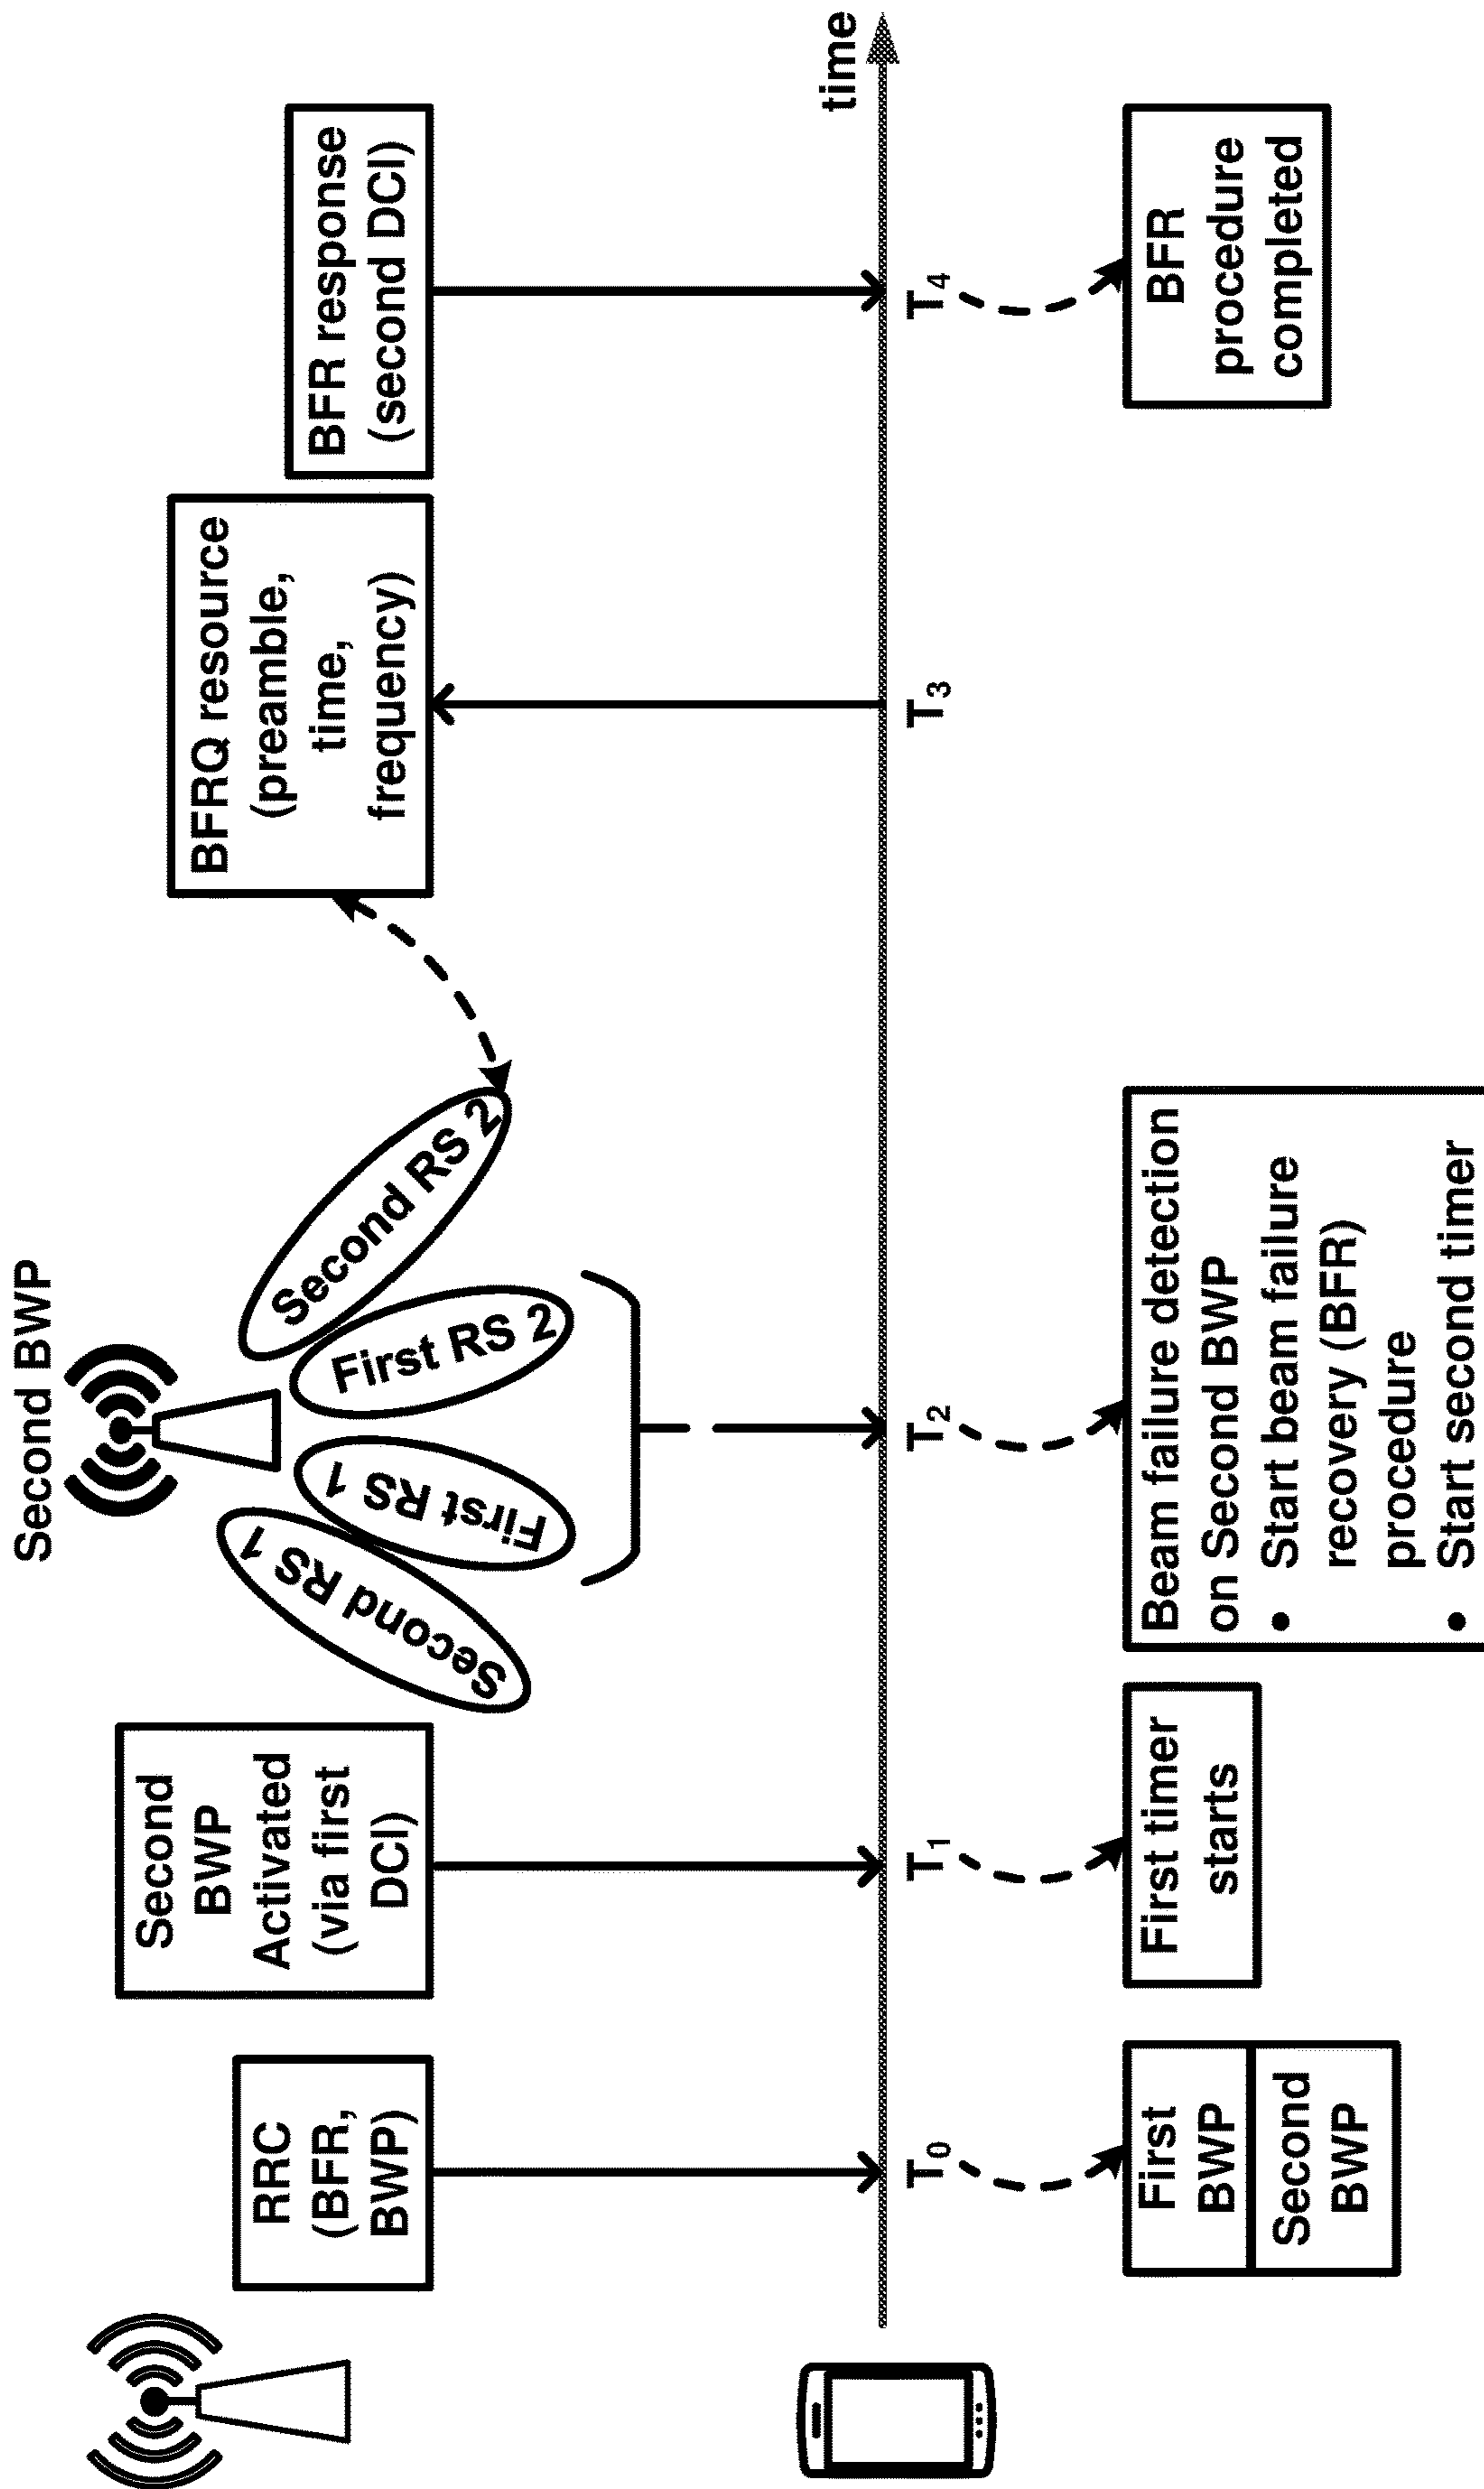 Second BWP
RRC
(BFR,
BWP)
Second
BWP
Activated
(via first
DCI)
Second RS 1
First RS 1
First RS 2
Second RS 2
BFRQ resource
(preamble,
time,
frequency)
BFR response
(second DCI)
time
T0
T1
T2
T3
T4
First
BWP
Second
BWP
First timer
starts
Beam failure detection
on Second BWP
• Start beam failure
recovery (BFR)
procedure
• Start second timer
BFR
procedure
completed